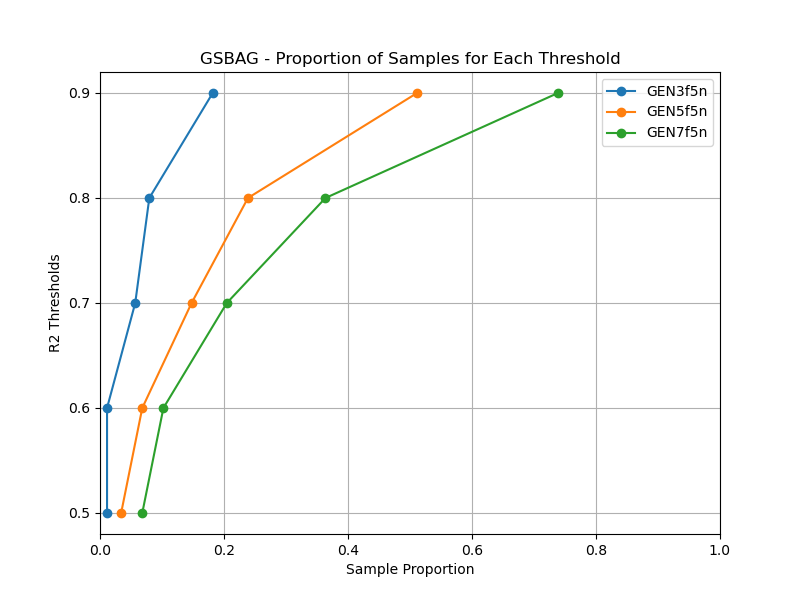 GSBAG - Proportion of Samples for Each Threshold
GEN3f5n
GEN5f5n
GEN7f5n
R2 Thresholds
0.9
0.8
0.7
0.6
0.5
0.0 0.2 0.4 0.6 0.8 1.0
Sample Proportion